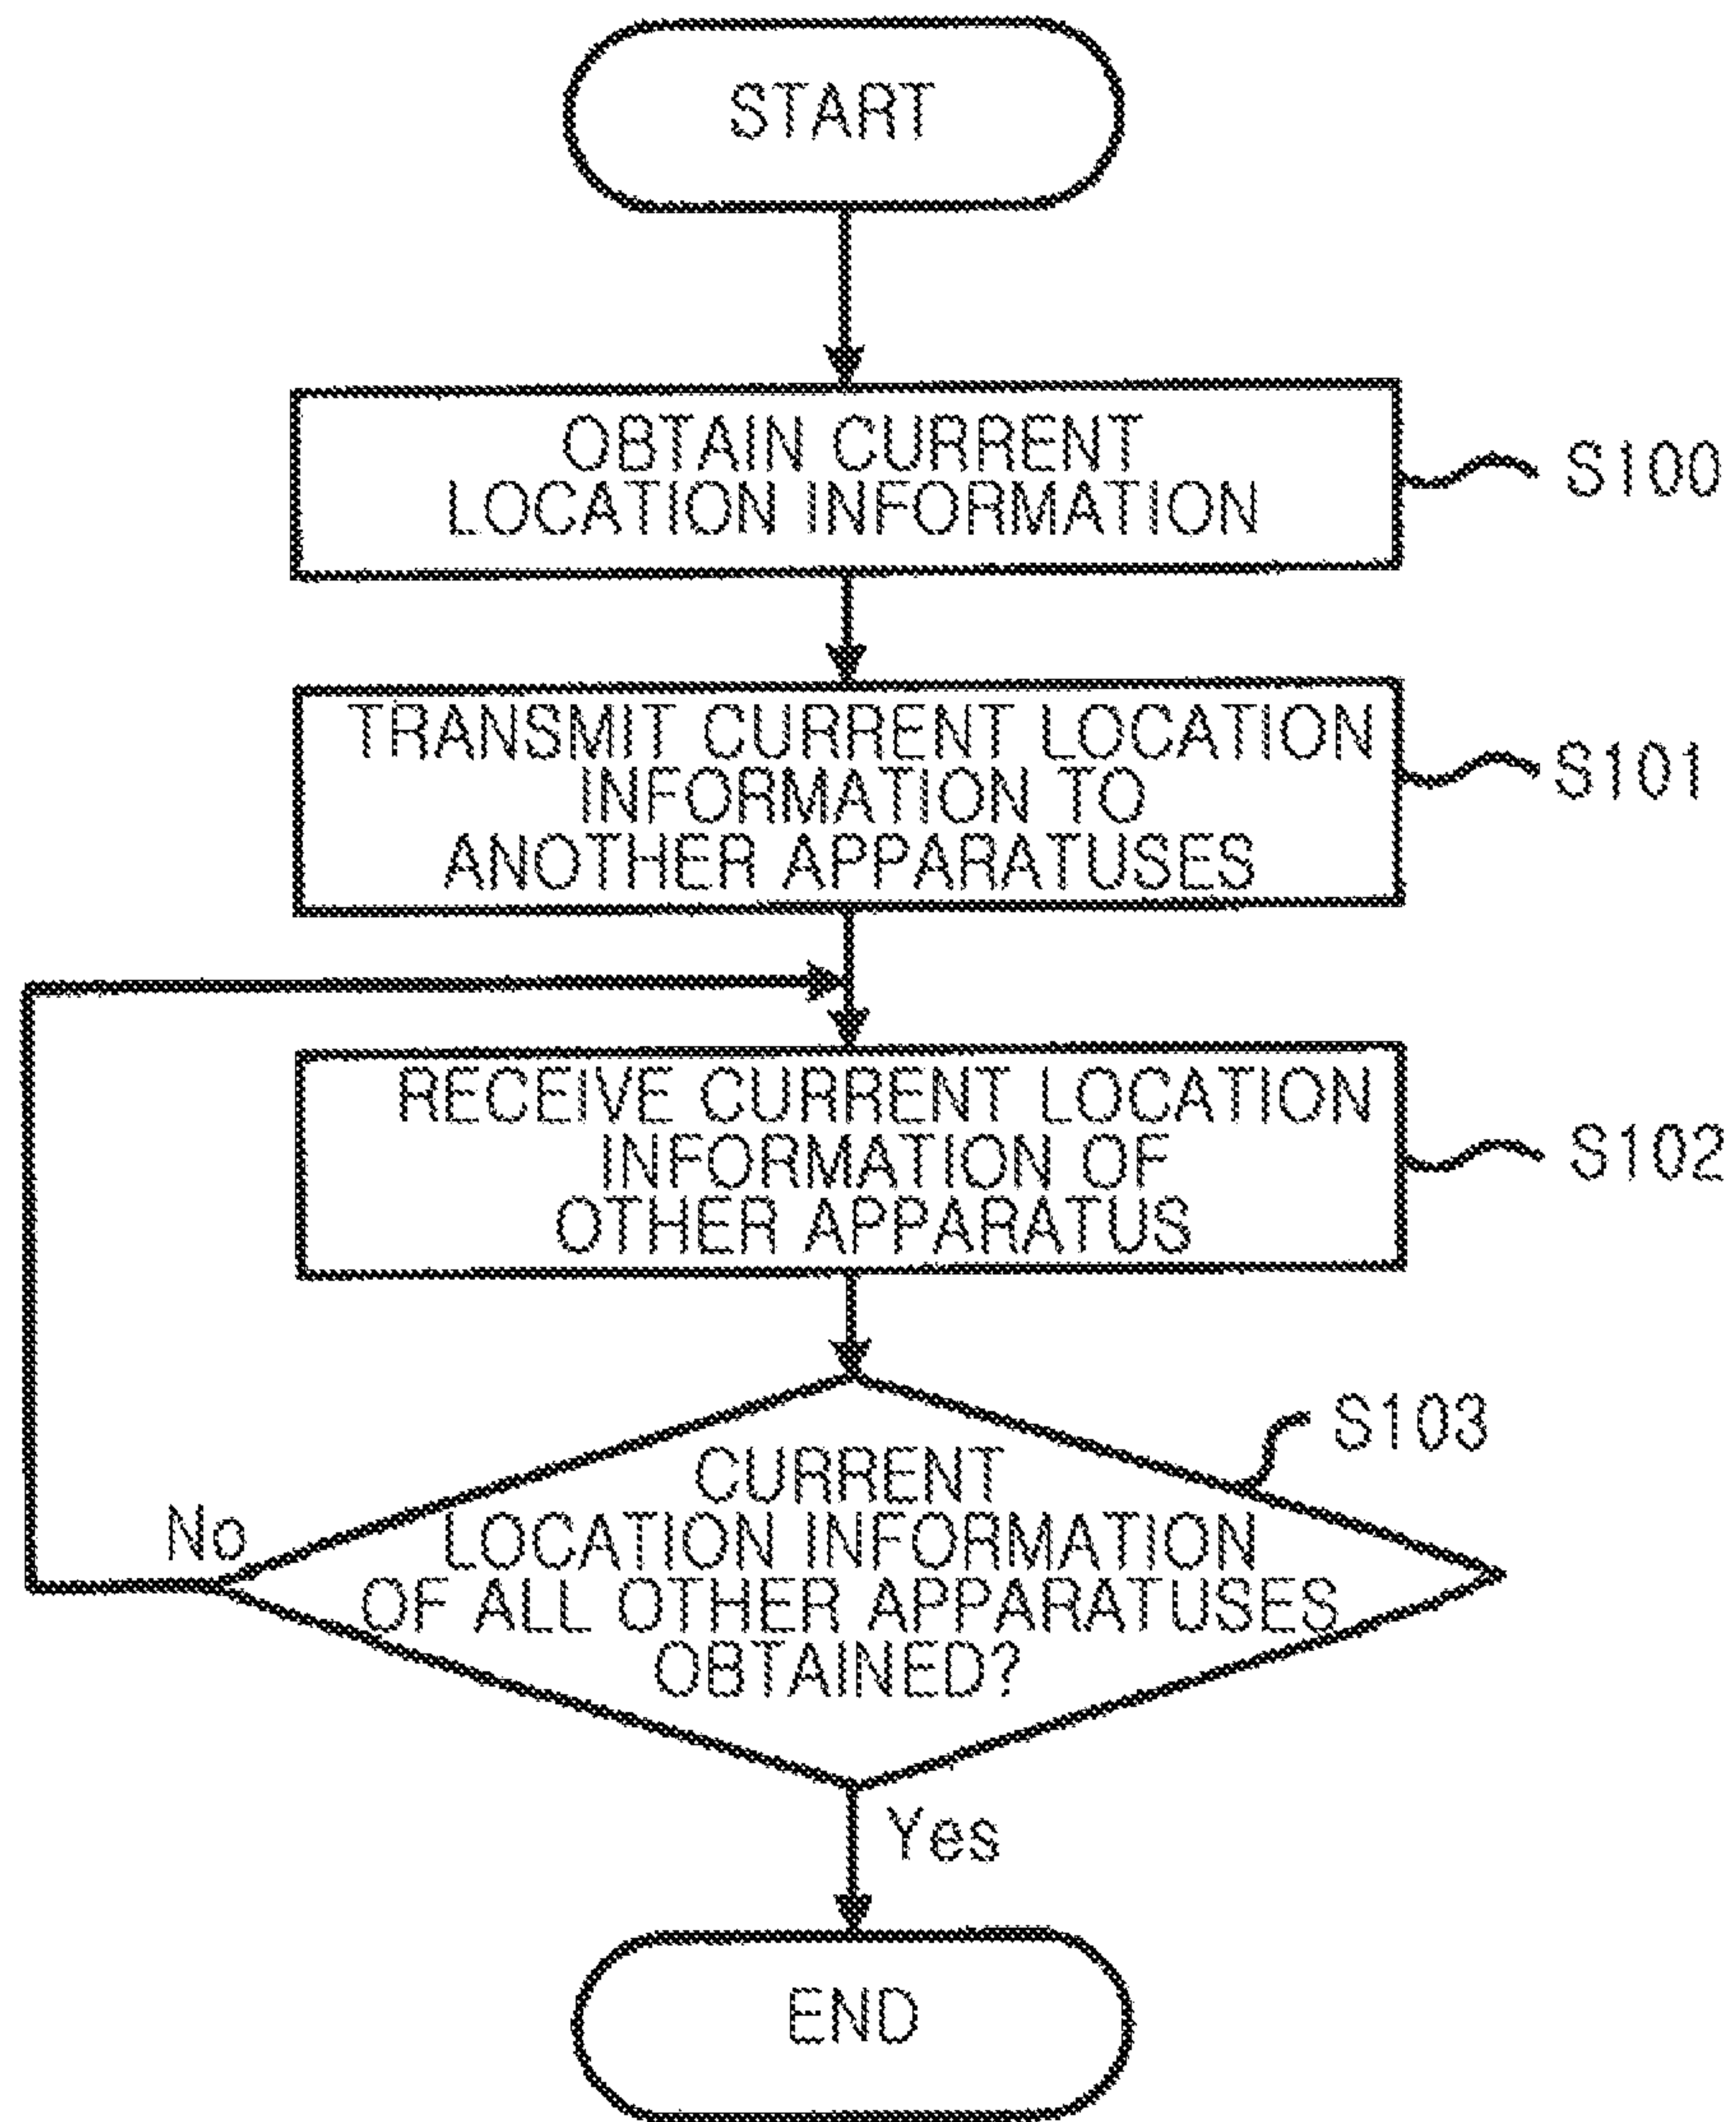 START
OBTAIN CURRENT
LOCATION INFORMATION
S100
TRANSMIT CURRENT LOCATION
INFORMATION TO
ANOTHER APPARATUSES
S101
RECEIVE CURRENT LOCATION
INFORMATION OF
OTHER APPARATUS
S102
S103
CURRENT
LOCATION INFORMATION
OF ALL OTHER APPARATUSES
OBTAINED?
No
Yes
END